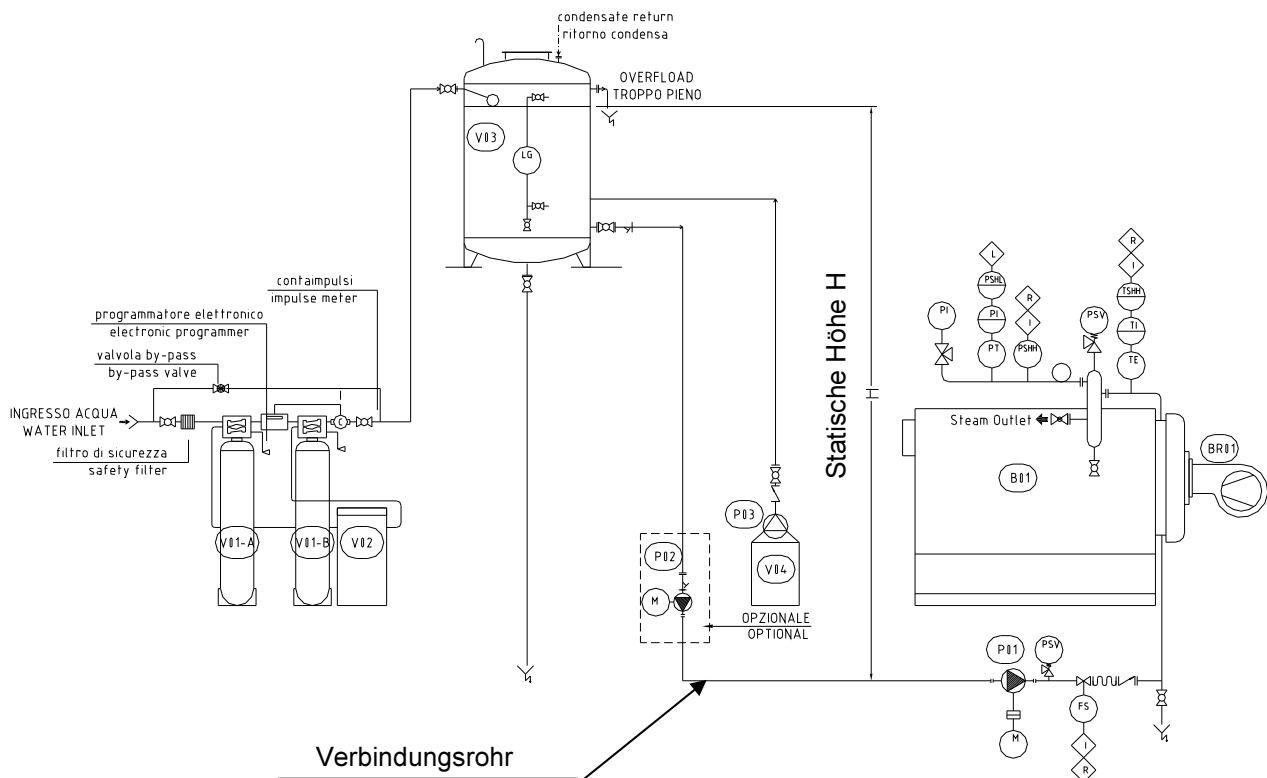 condensate return
ritorno condensa
OVERFLOAD
TROPPO PIENO
V03
LG
contaimpulsi
impulse meter
programmatore elettronico
electronic programmer
valvola by-pass
by-pass valve
INGRESSO ACQUA
WATER INLET
filtro di sicurezza
safety filter
C
V01-A
V01-B
V02
Statische Höhe H
H
L
PSHL
PI
PT
R
I
PSHH
PI
PSV
R
I
TSHH
TI
TE
Steam Outlet
B01
BR01
P03
V04
P02
M
OPZIONALE
OPTIONAL
P01
PSV
FS
M
I
R
Verbindungsrohr